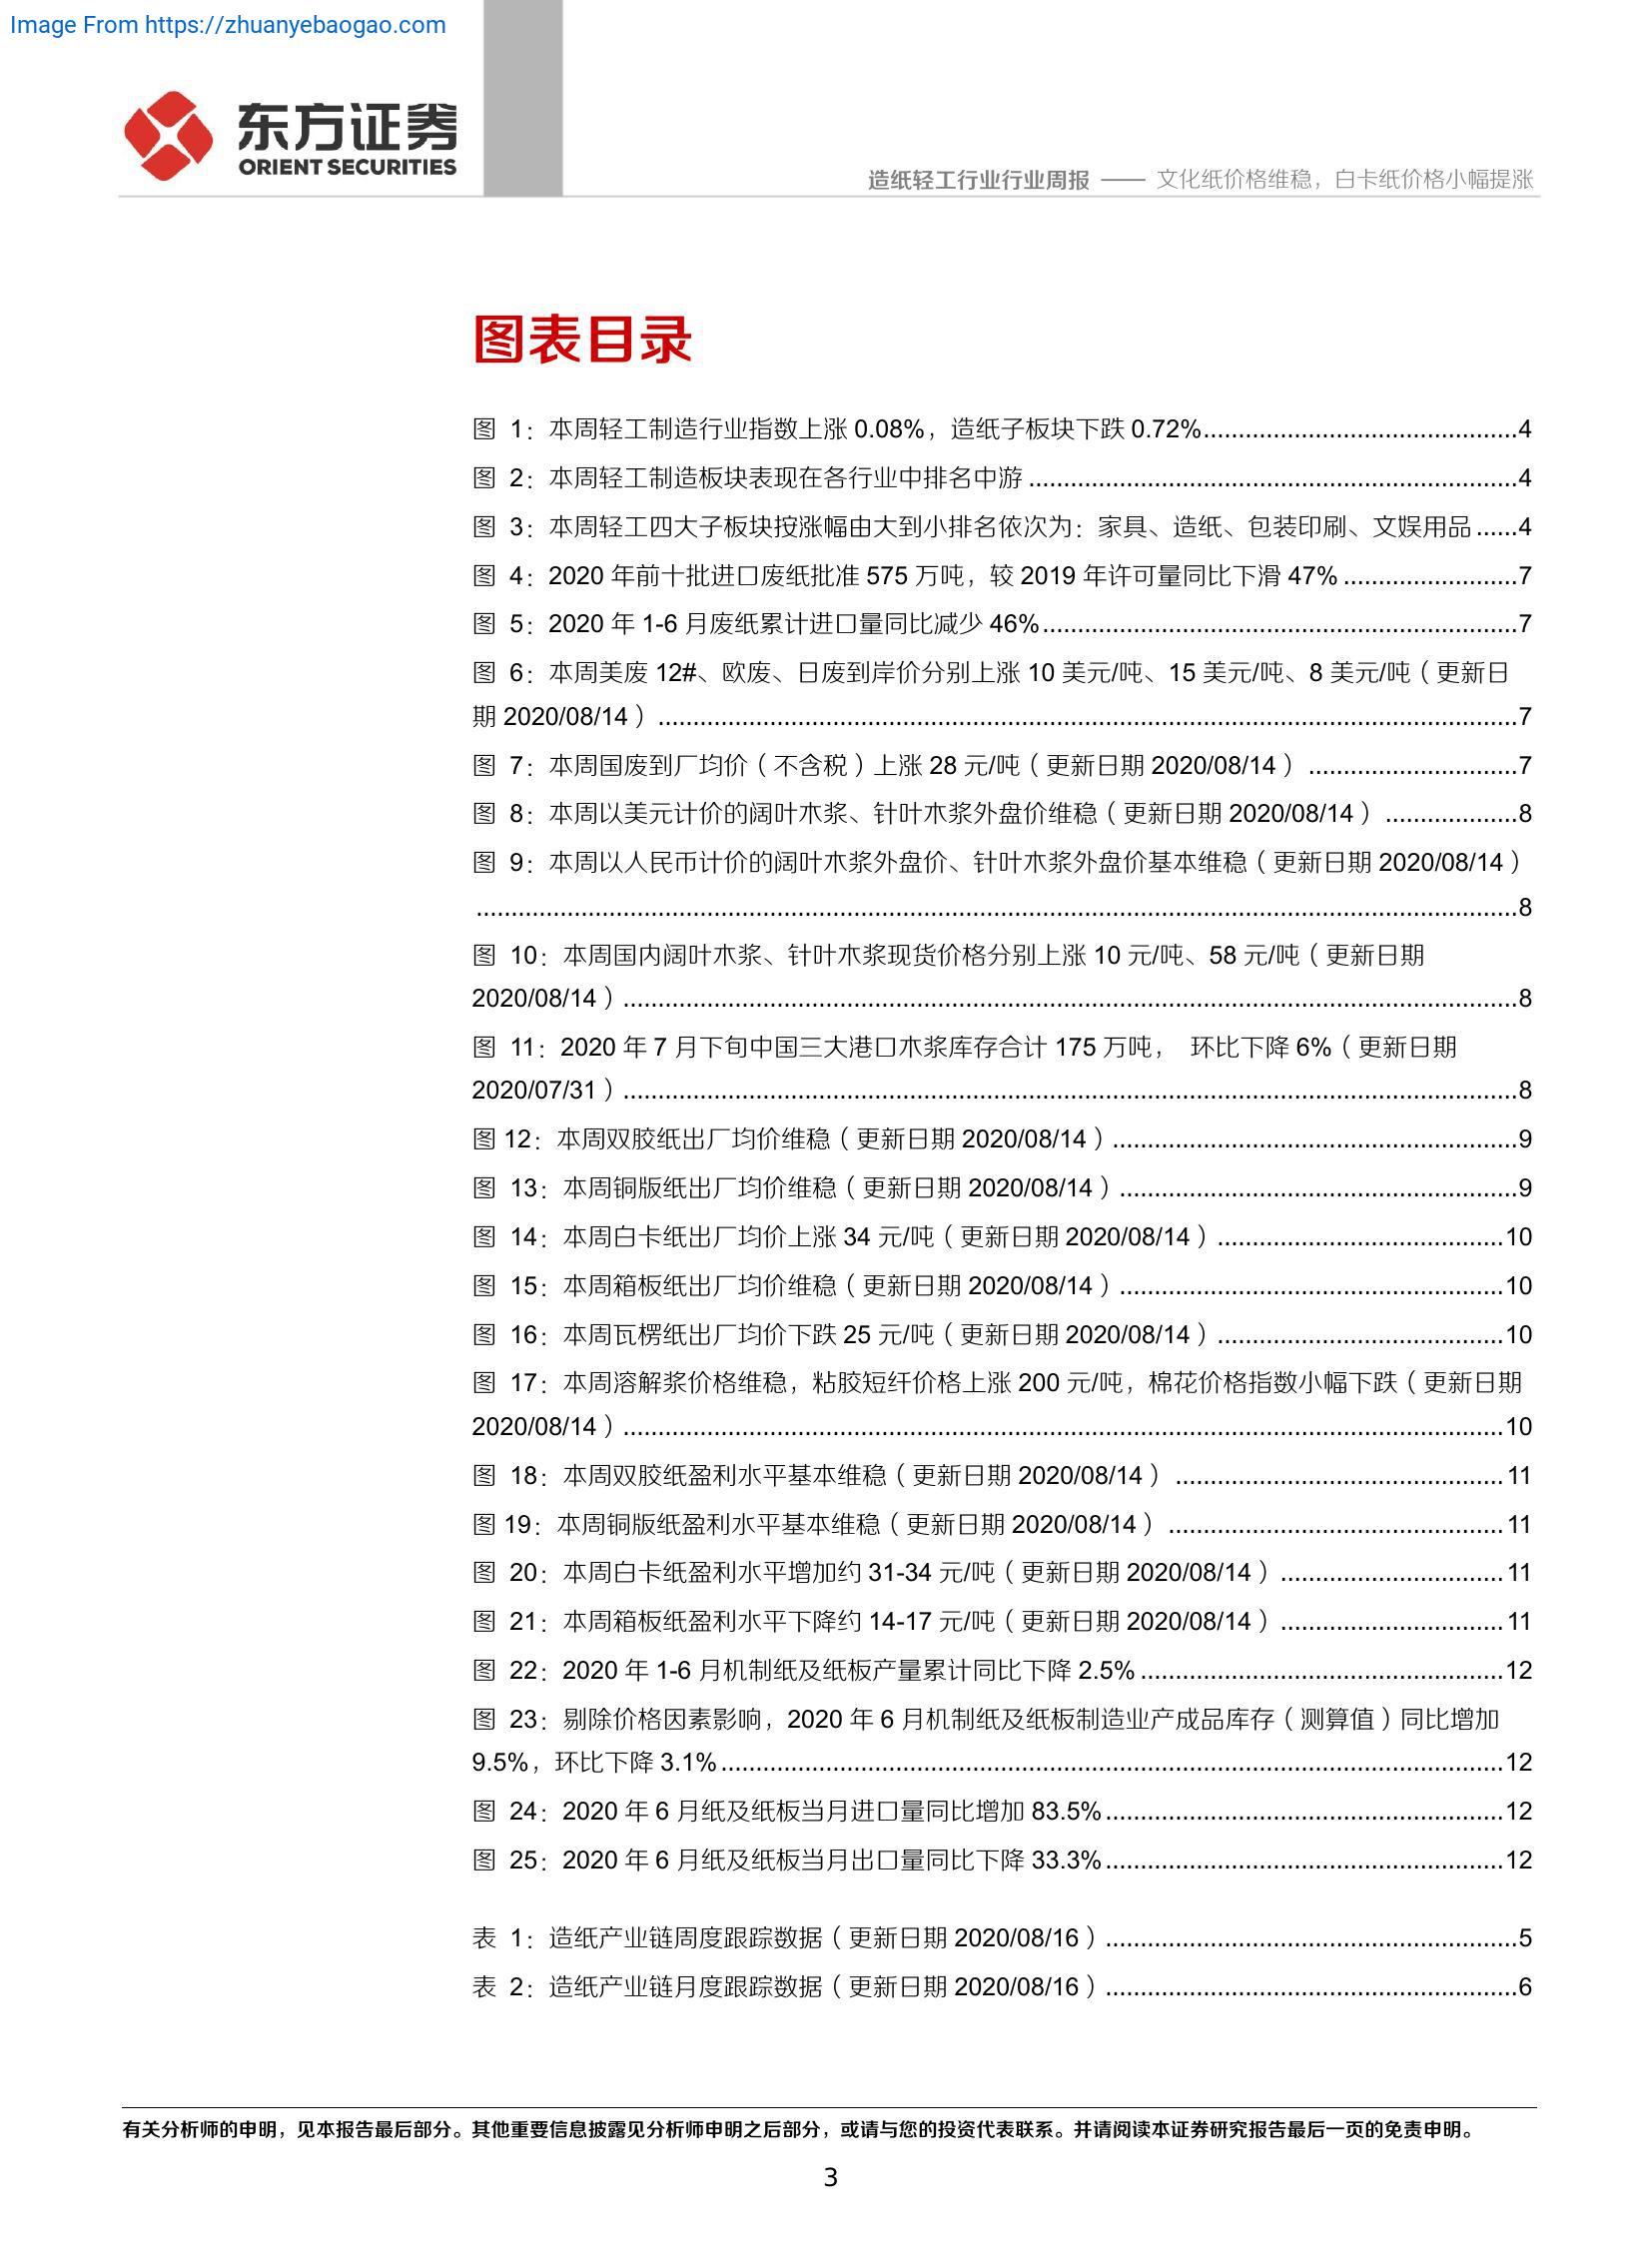 Image From https://zhuanyebaogao.com
东方证券
ORIENT SECURITIES
造纸轻工行业行业周报 —— 文化纸价格维稳，白卡纸价格小幅提涨
图表目录
图 1：本周轻工制造行业指数上涨 0.08%，造纸子板块下跌 0.72%.............................................4
图 2：本周轻工制造板块表现在各行业中排名中游 ......................................................................4
图 3：本周轻工四大子板块按涨幅由大到小排名依次为：家具、造纸、包装印刷、文娱用品 ......4
图 4：2020 年前十批进口废纸批准 575 万吨，较 2019 年许可量同比下滑 47% .........................7
图 5：2020 年 1-6 月废纸累计进口量同比减少 46%....................................................................7
图 6：本周美废 12#、欧废、日废到岸价分别上涨 10 美元/吨、15 美元/吨、8 美元/吨（更新日
期 2020/08/14） ...........................................................................................................................7
图 7：本周国废到厂均价（不含税）上涨 28 元/吨（更新日期 2020/08/14） ..............................7
图 8：本周以美元计价的阔叶木浆、针叶木浆外盘价维稳（更新日期 2020/08/14） ...................8
图 9：本周以人民币计价的阔叶木浆外盘价、针叶木浆外盘价基本维稳（更新日期 2020/08/14）
.....................................................................................................................................................8
图 10：本周国内阔叶木浆、针叶木浆现货价格分别上涨 10 元/吨、58 元/吨（更新日期
2020/08/14）................................................................................................................................8
图 11：2020 年 7 月下旬中国三大港口木浆库存合计 175 万吨， 环比下降 6%（更新日期
2020/07/31）................................................................................................................................8
图 12：本周双胶纸出厂均价维稳（更新日期 2020/08/14）..........................................................9
图 13：本周铜版纸出厂均价维稳（更新日期 2020/08/14）.........................................................9
图 14：本周白卡纸出厂均价上涨 34 元/吨（更新日期 2020/08/14）.........................................10
图 15：本周箱板纸出厂均价维稳（更新日期 2020/08/14）.......................................................10
图 16：本周瓦楞纸出厂均价下跌 25 元/吨（更新日期 2020/08/14）.........................................10
图 17：本周溶解浆价格维稳，粘胶短纤价格上涨 200 元/吨，棉花价格指数小幅下跌（更新日期
2020/08/14）..............................................................................................................................10
图 18：本周双胶纸盈利水平基本维稳（更新日期 2020/08/14） ...............................................11
图 19：本周铜版纸盈利水平基本维稳（更新日期 2020/08/14） ................................................11
图 20：本周白卡纸盈利水平增加约 31-34 元/吨（更新日期 2020/08/14）................................11
图 21：本周箱板纸盈利水平下降约 14-17 元/吨（更新日期 2020/08/14）................................11
图 22：2020 年 1-6 月机制纸及纸板产量累计同比下降 2.5% ....................................................12
图 23：剔除价格因素影响，2020 年 6 月机制纸及纸板制造业产成品库存（测算值）同比增加
9.5%，环比下降 3.1%................................................................................................................12
图 24：2020 年 6 月纸及纸板当月进口量同比增加 83.5%.........................................................12
图 25：2020 年 6 月纸及纸板当月出口量同比下降 33.3%.........................................................12
表 1：造纸产业链周度跟踪数据（更新日期 2020/08/16）...........................................................5
表 2：造纸产业链月度跟踪数据（更新日期 2020/08/16）...........................................................6
有关分析师的申明，见本报告最后部分。其他重要信息披露见分析师申明之后部分，或请与您的投资代表联系。并请阅读本证券研究报告最后一页的免责申明。
3